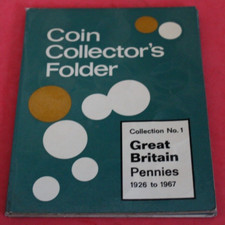 Coin
Collector's
Folder
Collection No. 1
Great
Britain
Pennies
1926 to 1967